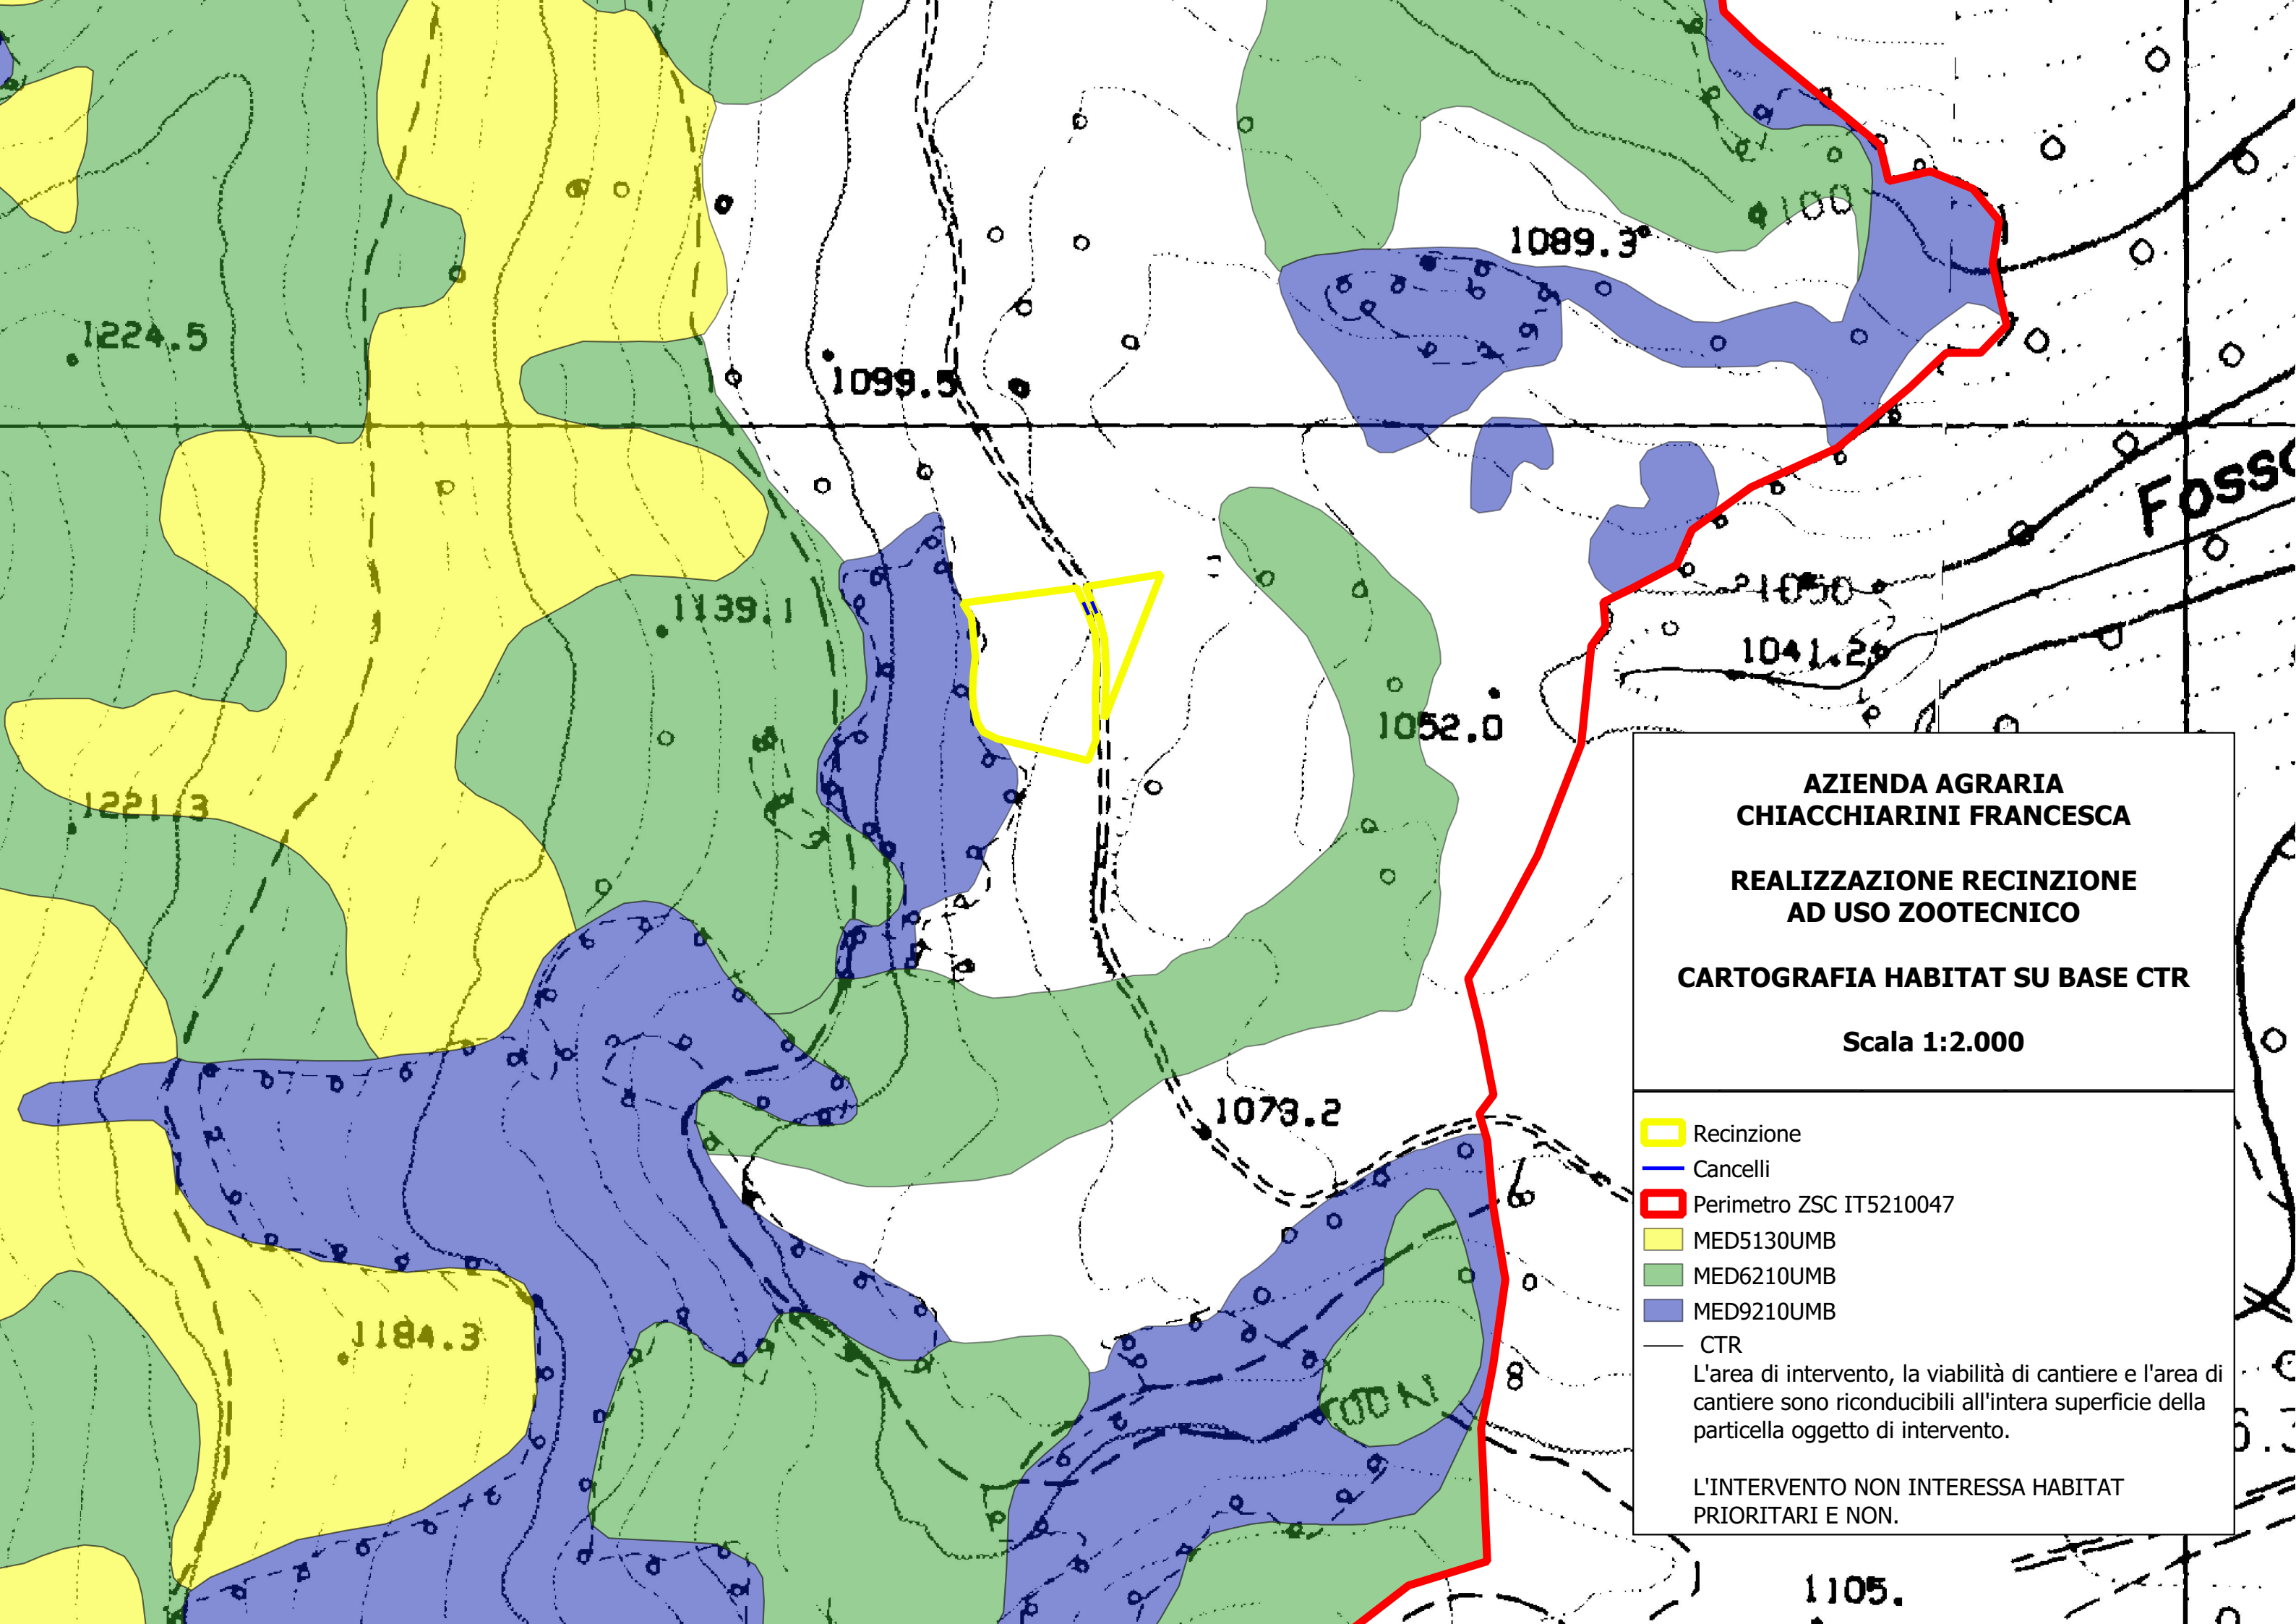 100
1089.3
1224.5
1099.5
1139.1
1050
1041.2
1052.0
1221.3
1073.2
1184.3
1105.
AZIENDA AGRARIA
CHIACCHIARINI FRANCESCA
REALIZZAZIONE RECINZIONE
AD USO ZOOTECNICO
CARTOGRAFIA HABITAT SU BASE CTR
Scala 1:2.000
Recinzione
Cancelli
Perimetro ZSC IT5210047
MED5130UMB
MED6210UMB
MED9210UMB
CTR
L'area di intervento, la viabilità di cantiere e l'area di
cantiere sono riconducibili all'intera superficie della
particella oggetto di intervento.
L'INTERVENTO NON INTERESSA HABITAT
PRIORITARI E NON.